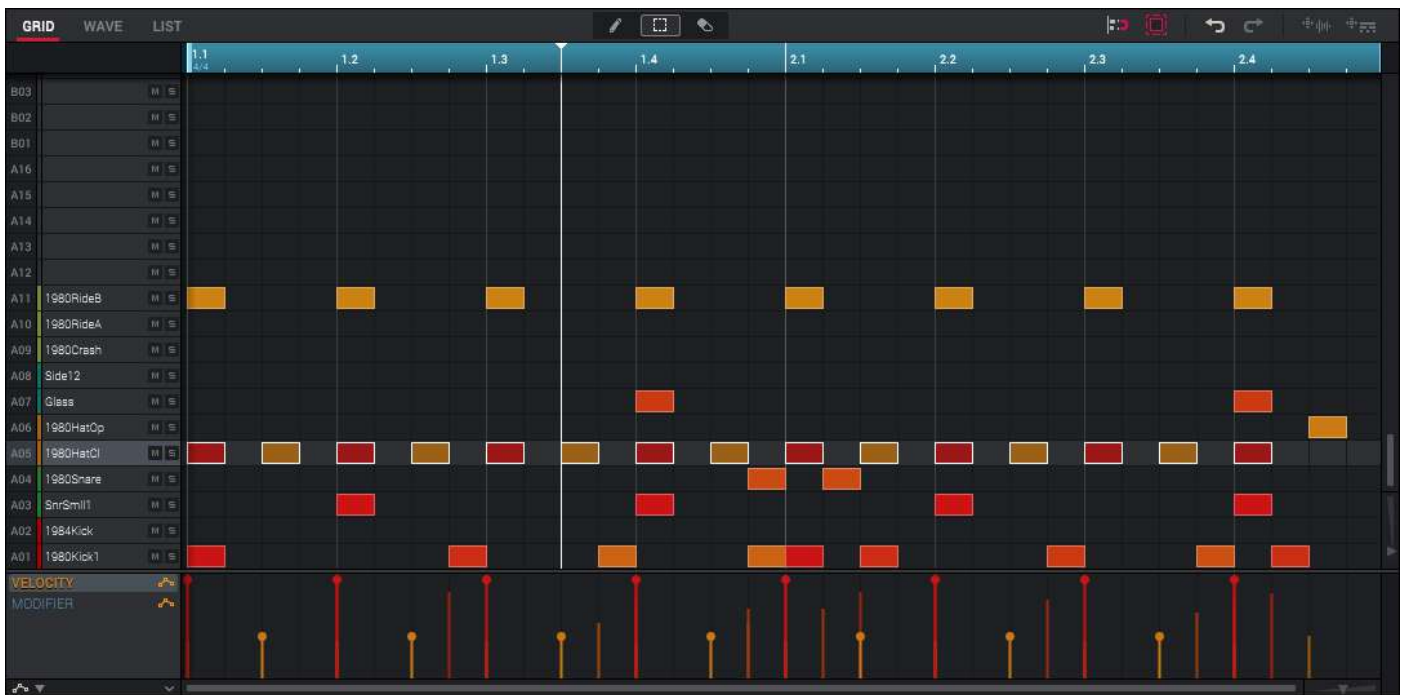 GRID WAVE LIST
1.1 1.2 1.3 1.4 2.1 2.2 2.3 2.4
4/4
B03 M S
B02 M S
B01 M S
A16 M S
A15 M S
A14 M S
A13 M S
A12 M S
A11 1980RideB M S
A10 1980RideA M S
A09 1980Crash M S
A08 Side12 M S
A07 Glass M S
A06 1980HatOp M S
A05 1980HatCl M S
A04 1980Snare M S
A03 SnrSmll1 M S
A02 1984Kick M S
A01 1980Kick1 M S
VELOCITY
MODIFIER